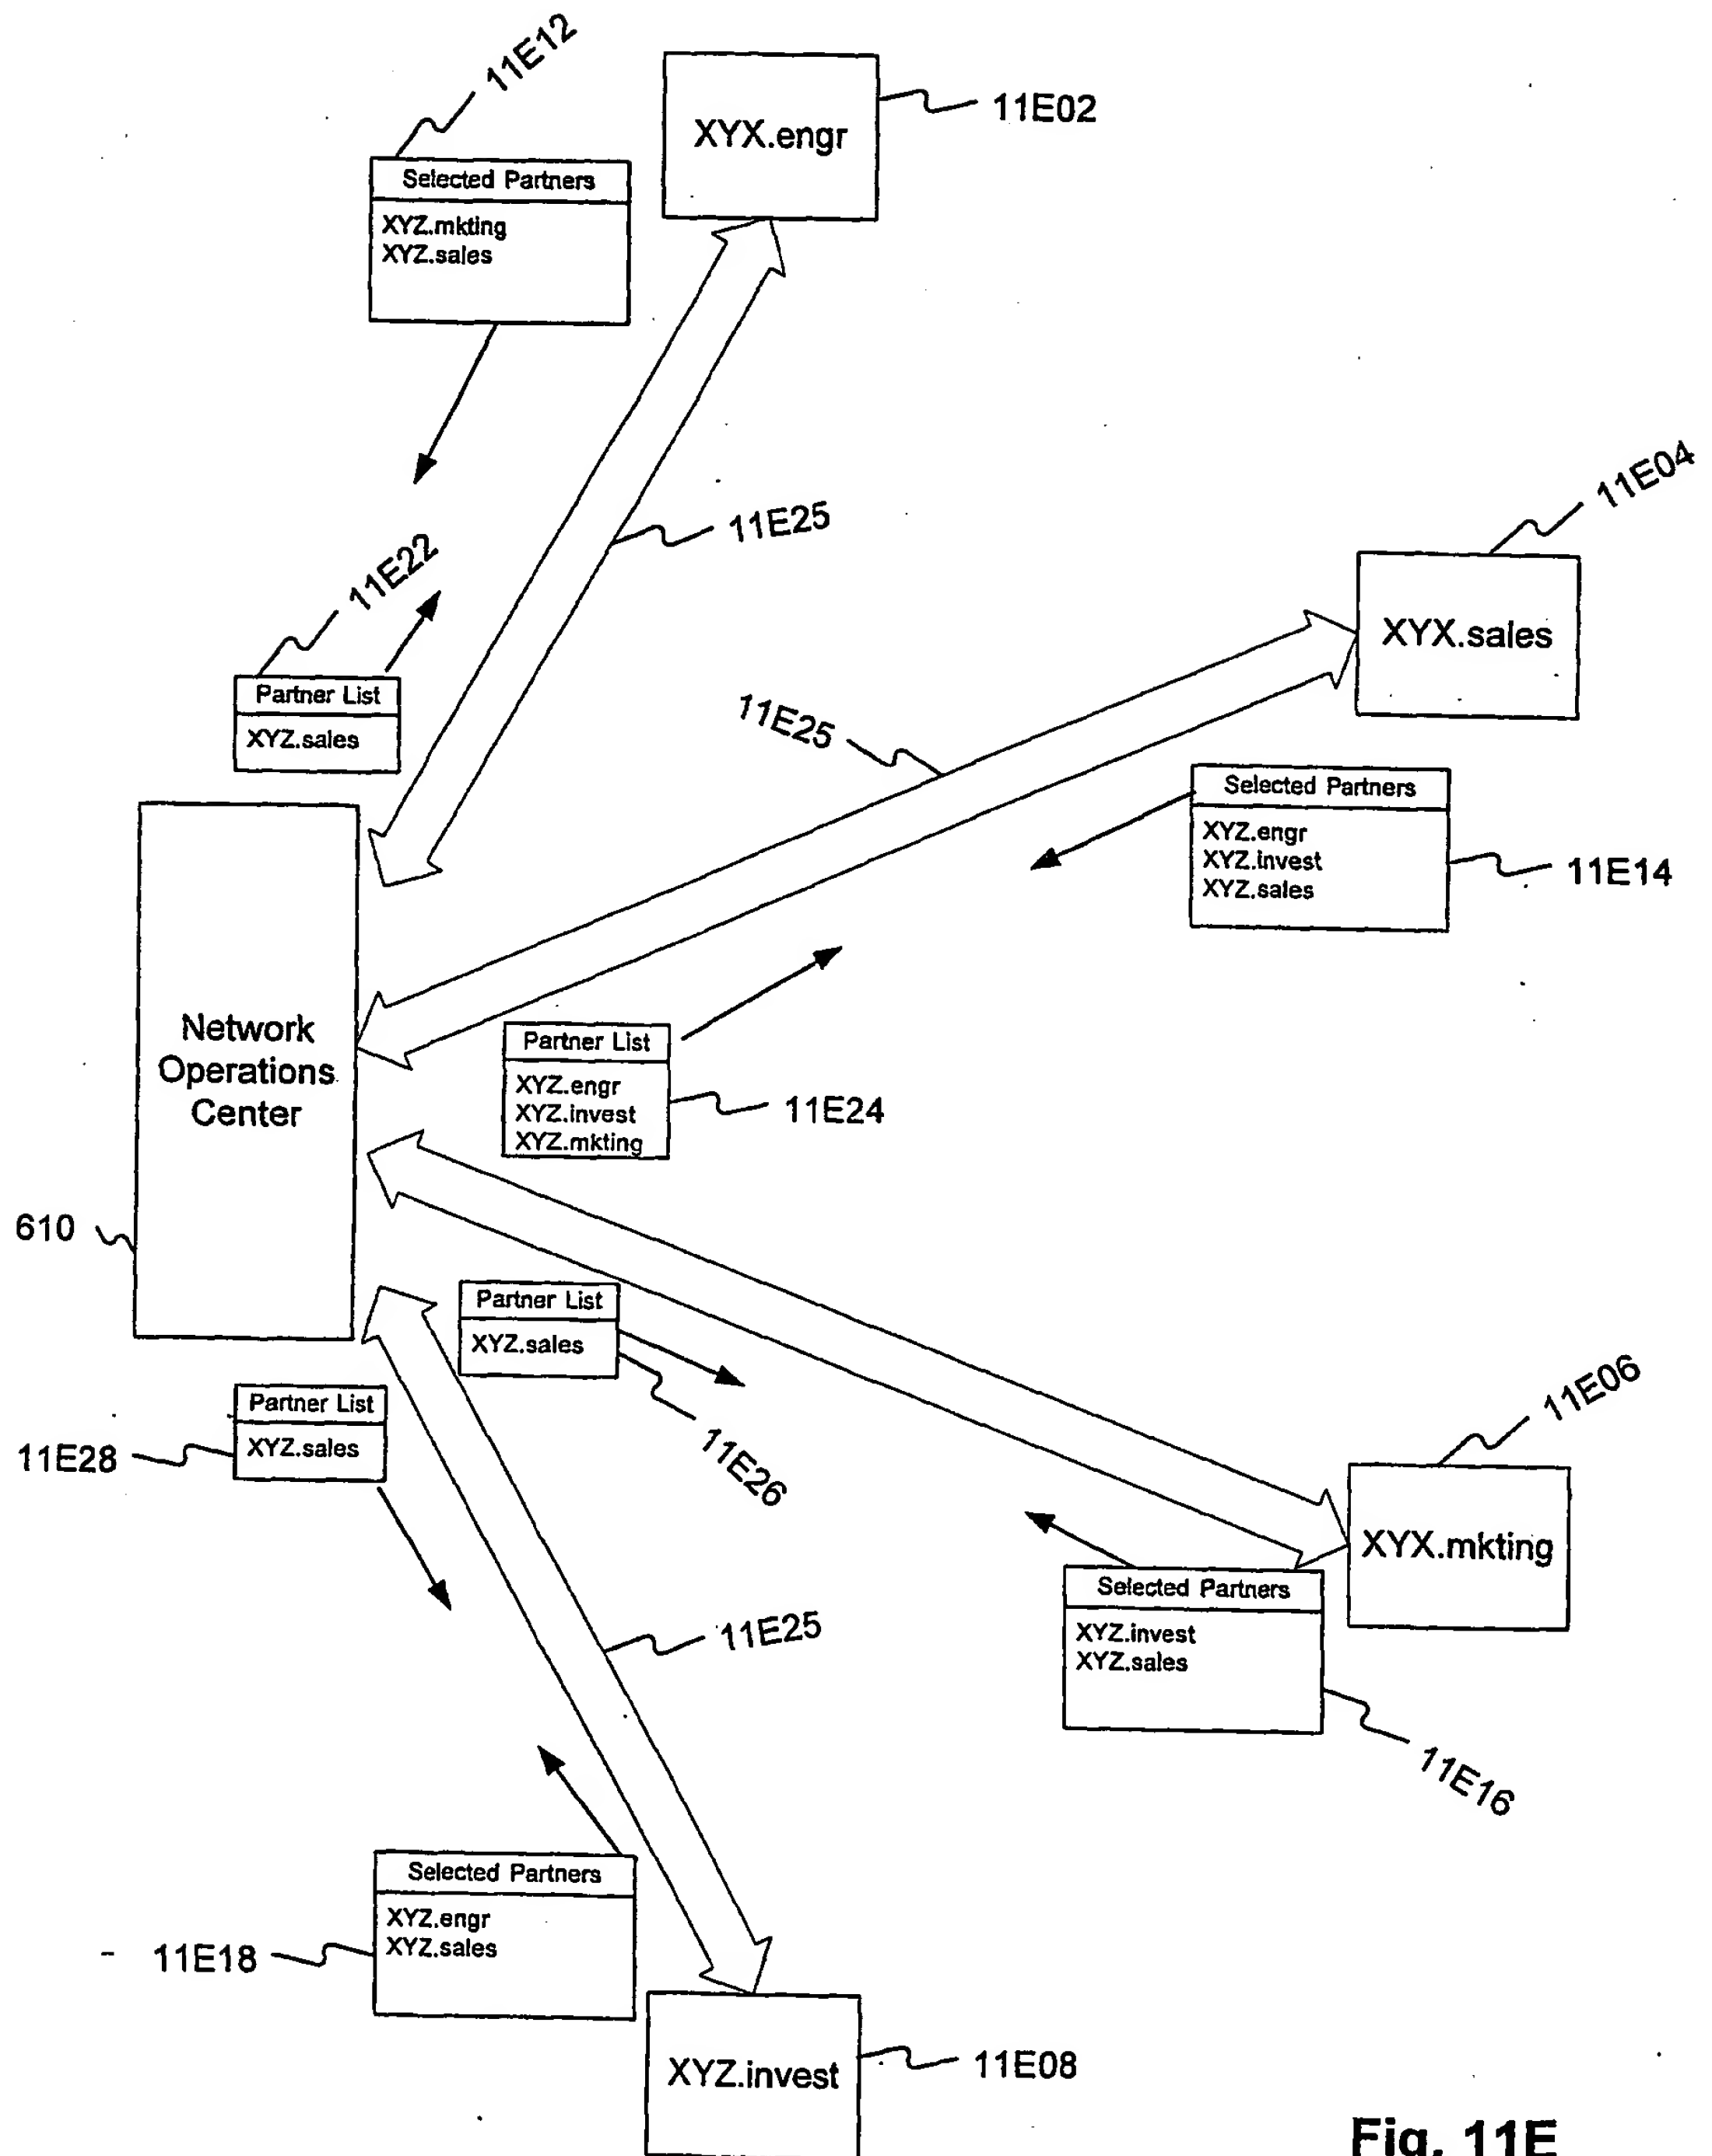 11E12
XYX.engr
11E02
Selected Partners
XYZ.mkting
XYZ.sales
11E25
11E04
11E22
XYX.sales
Partner List
XYZ.sales
11E25
Selected Partners
XYZ.engr
XYZ.invest
XYZ.sales
11E14
Network
Operations
Center
Partner List
XYZ.engr
XYZ.invest
XYZ.mkting
11E24
610
Partner List
XYZ.sales
11E26
11E06
Partner List
XYZ.sales
11E28
XYX.mkting
Selected Partners
XYZ.invest
XYZ.sales
11E16
11E25
Selected Partners
XYZ.engr
XYZ.sales
11E18
XYZ.invest
11E08
Fig. 11E